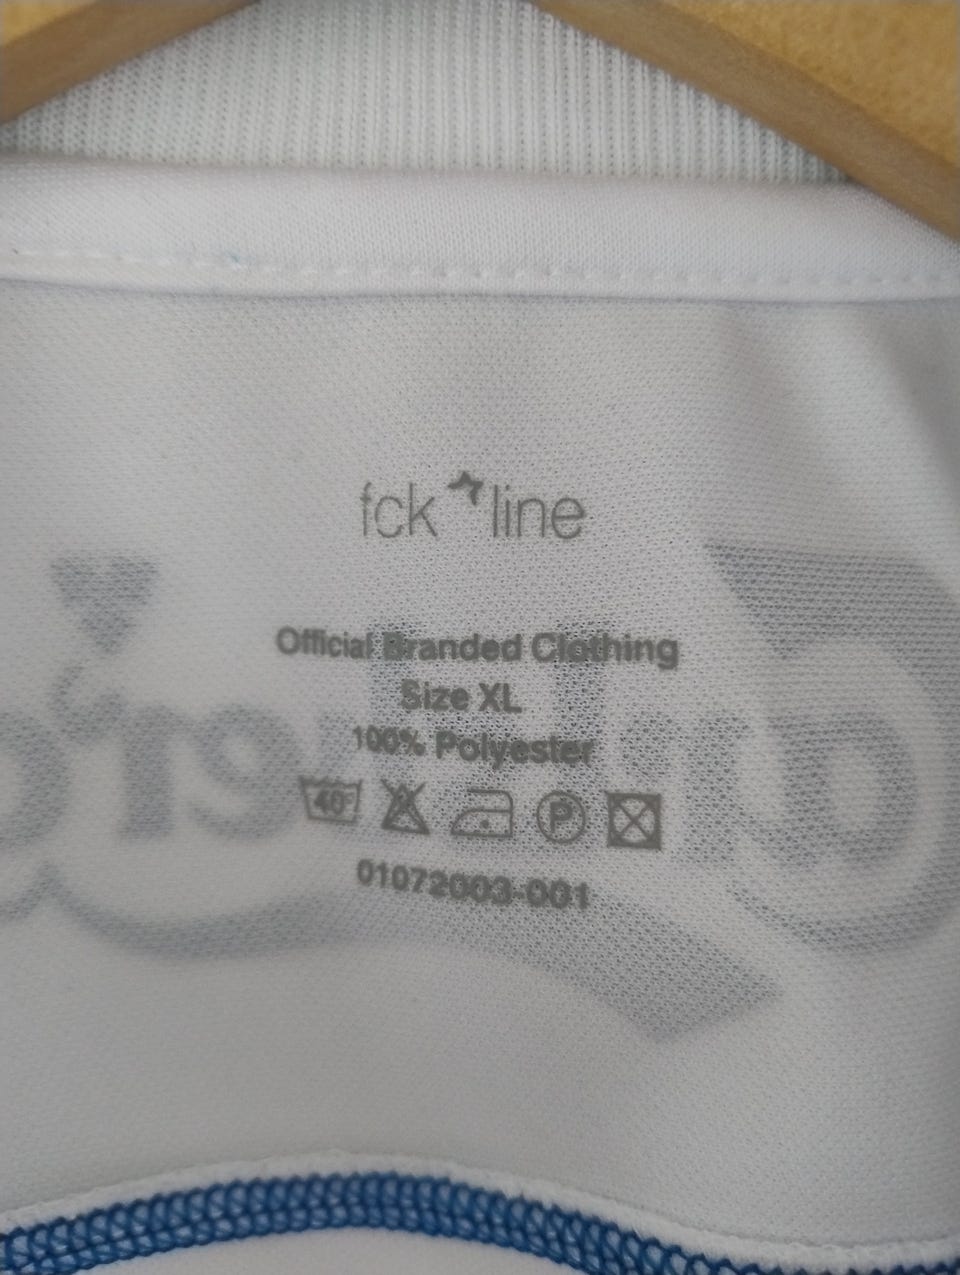 fck line
Official Branded Clothing
Size XL
100% Polyester
40° P
01072003-001